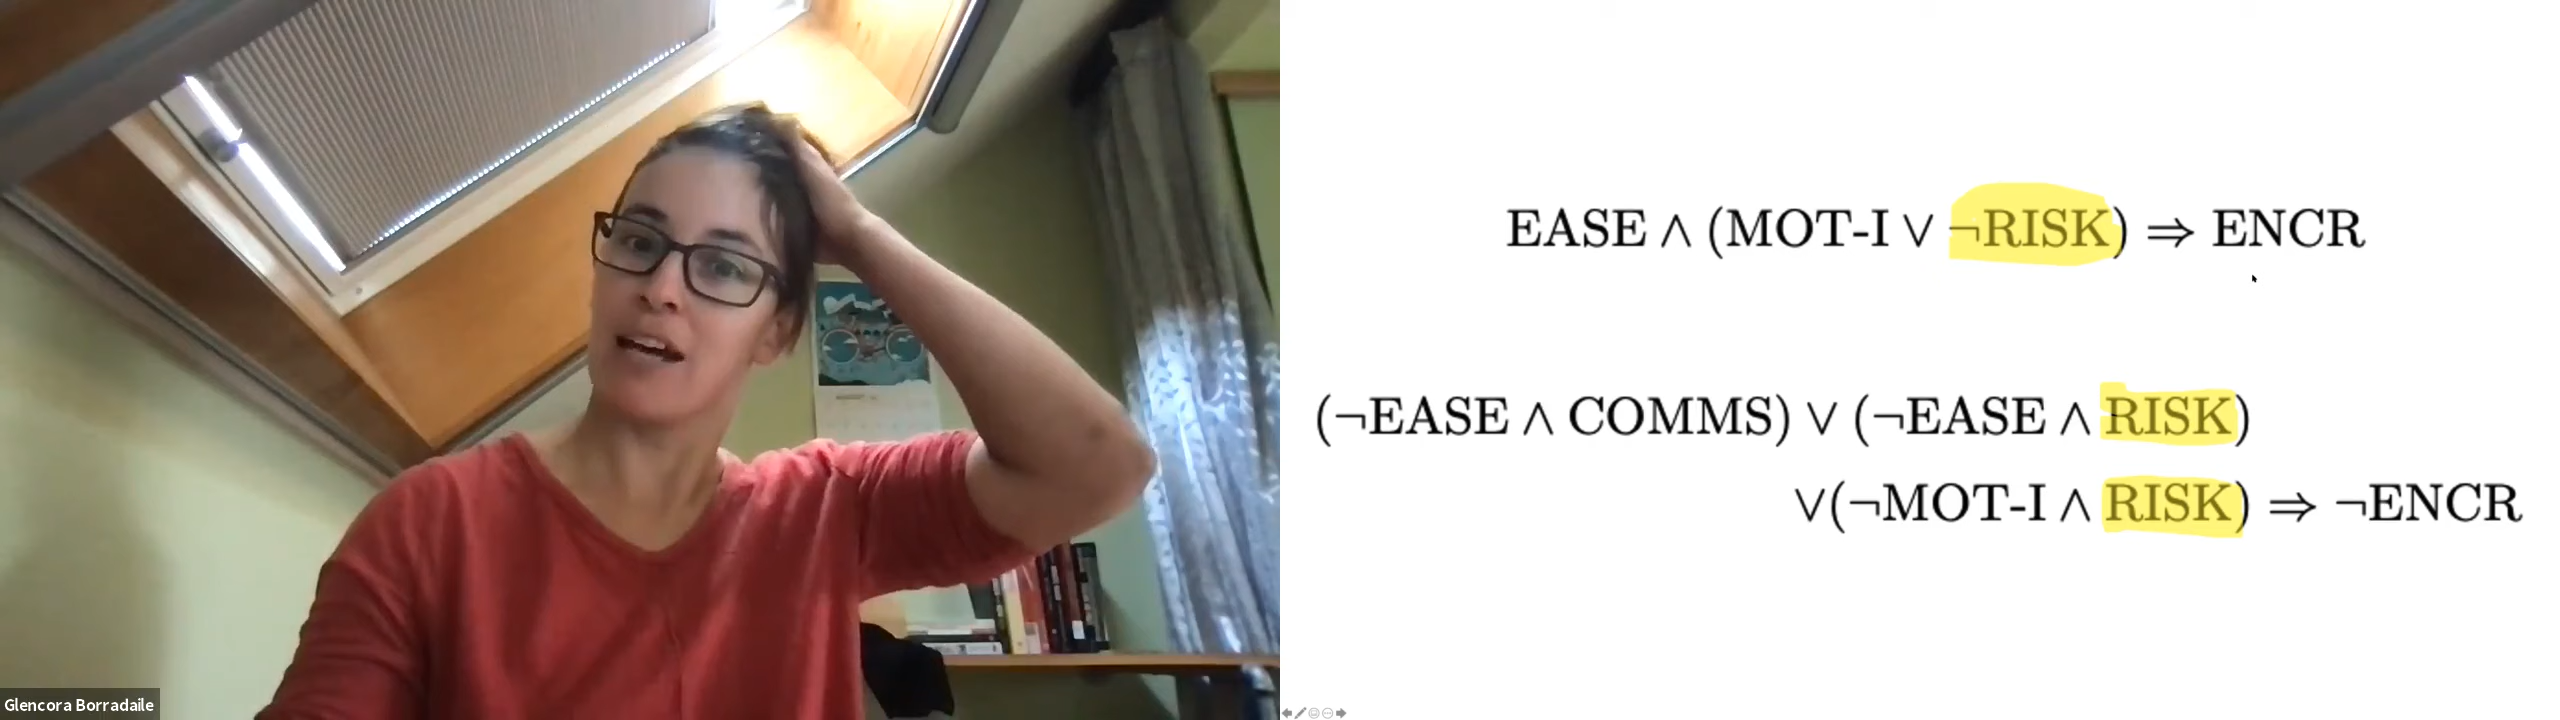 Glencora Borradaile
EASE ∧ (MOT-I ∨ ¬RISK) ⇒ ENCR
(¬EASE ∧ COMMS) ∨ (¬EASE ∧ RISK)
∨(¬MOT-I ∧ RISK) ⇒ ¬ENCR